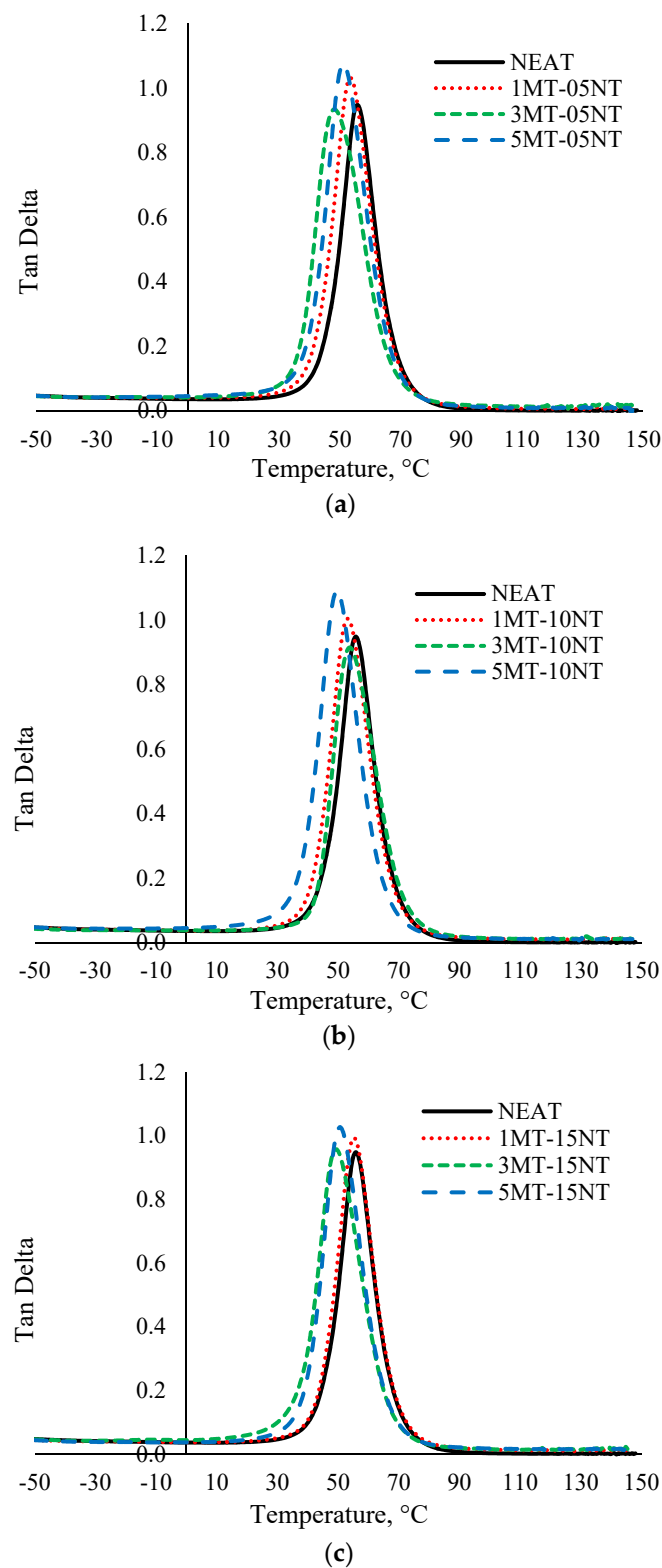 1.2
1.0
0.8
0.6
0.4
0.2
0.0
Tan Delta
NEAT
1MT-05NT
3MT-05NT
5MT-05NT
-50 -30 -10 10 30 50 70 90 110 130 150
Temperature, °C
(a)
1.2
1.0
0.8
0.6
0.4
0.2
0.0
Tan Delta
NEAT
1MT-10NT
3MT-10NT
5MT-10NT
-50 -30 -10 10 30 50 70 90 110 130 150
Temperature, °C
(b)
1.2
1.0
0.8
0.6
0.4
0.2
0.0
Tan Delta
NEAT
1MT-15NT
3MT-15NT
5MT-15NT
-50 -30 -10 10 30 50 70 90 110 130 150
Temperature, °C
(c)